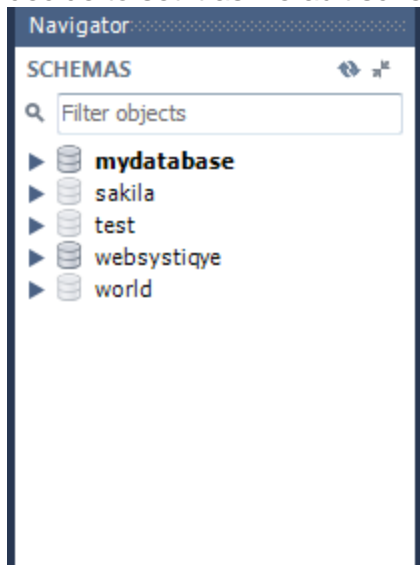 Navigator
SCHEMAS
Filter objects
mydatabase
sakila
test
websystiqye
world